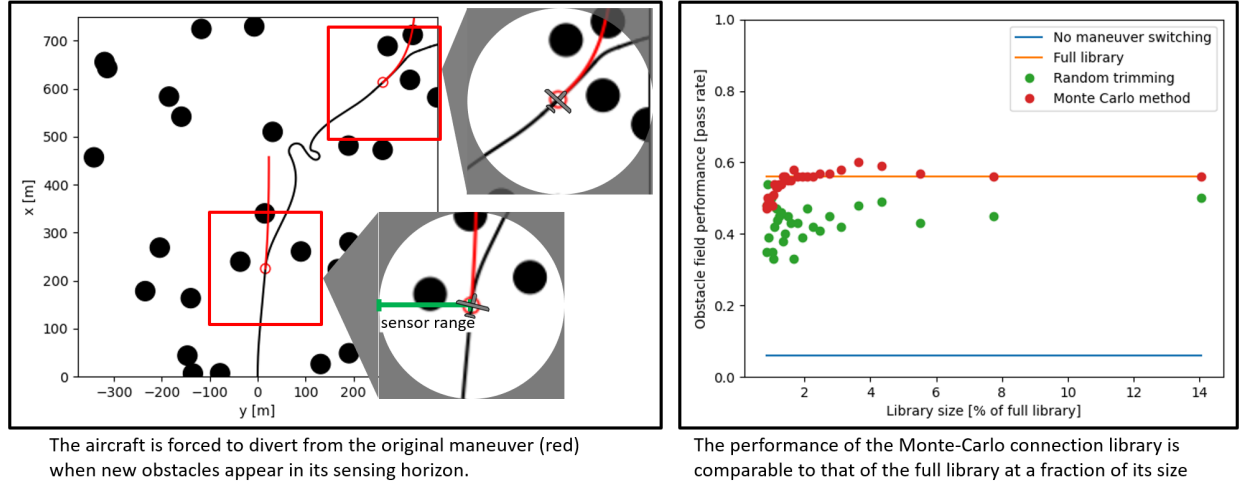 700
600
500
400
300
200
100
0
x [m]
−300
−200
−100
0
100
200
y [m]
sensor range
The aircraft is forced to divert from the original maneuver (red)
when new obstacles appear in its sensing horizon.
1.0
0.8
0.6
0.4
0.2
0.0
Obstacle field performance [pass rate]
No maneuver switching
Full library
Random trimming
Monte Carlo method
2
4
6
8
10
12
14
Library size [% of full library]
The performance of the Monte-Carlo connection library is
comparable to that of the full library at a fraction of its size